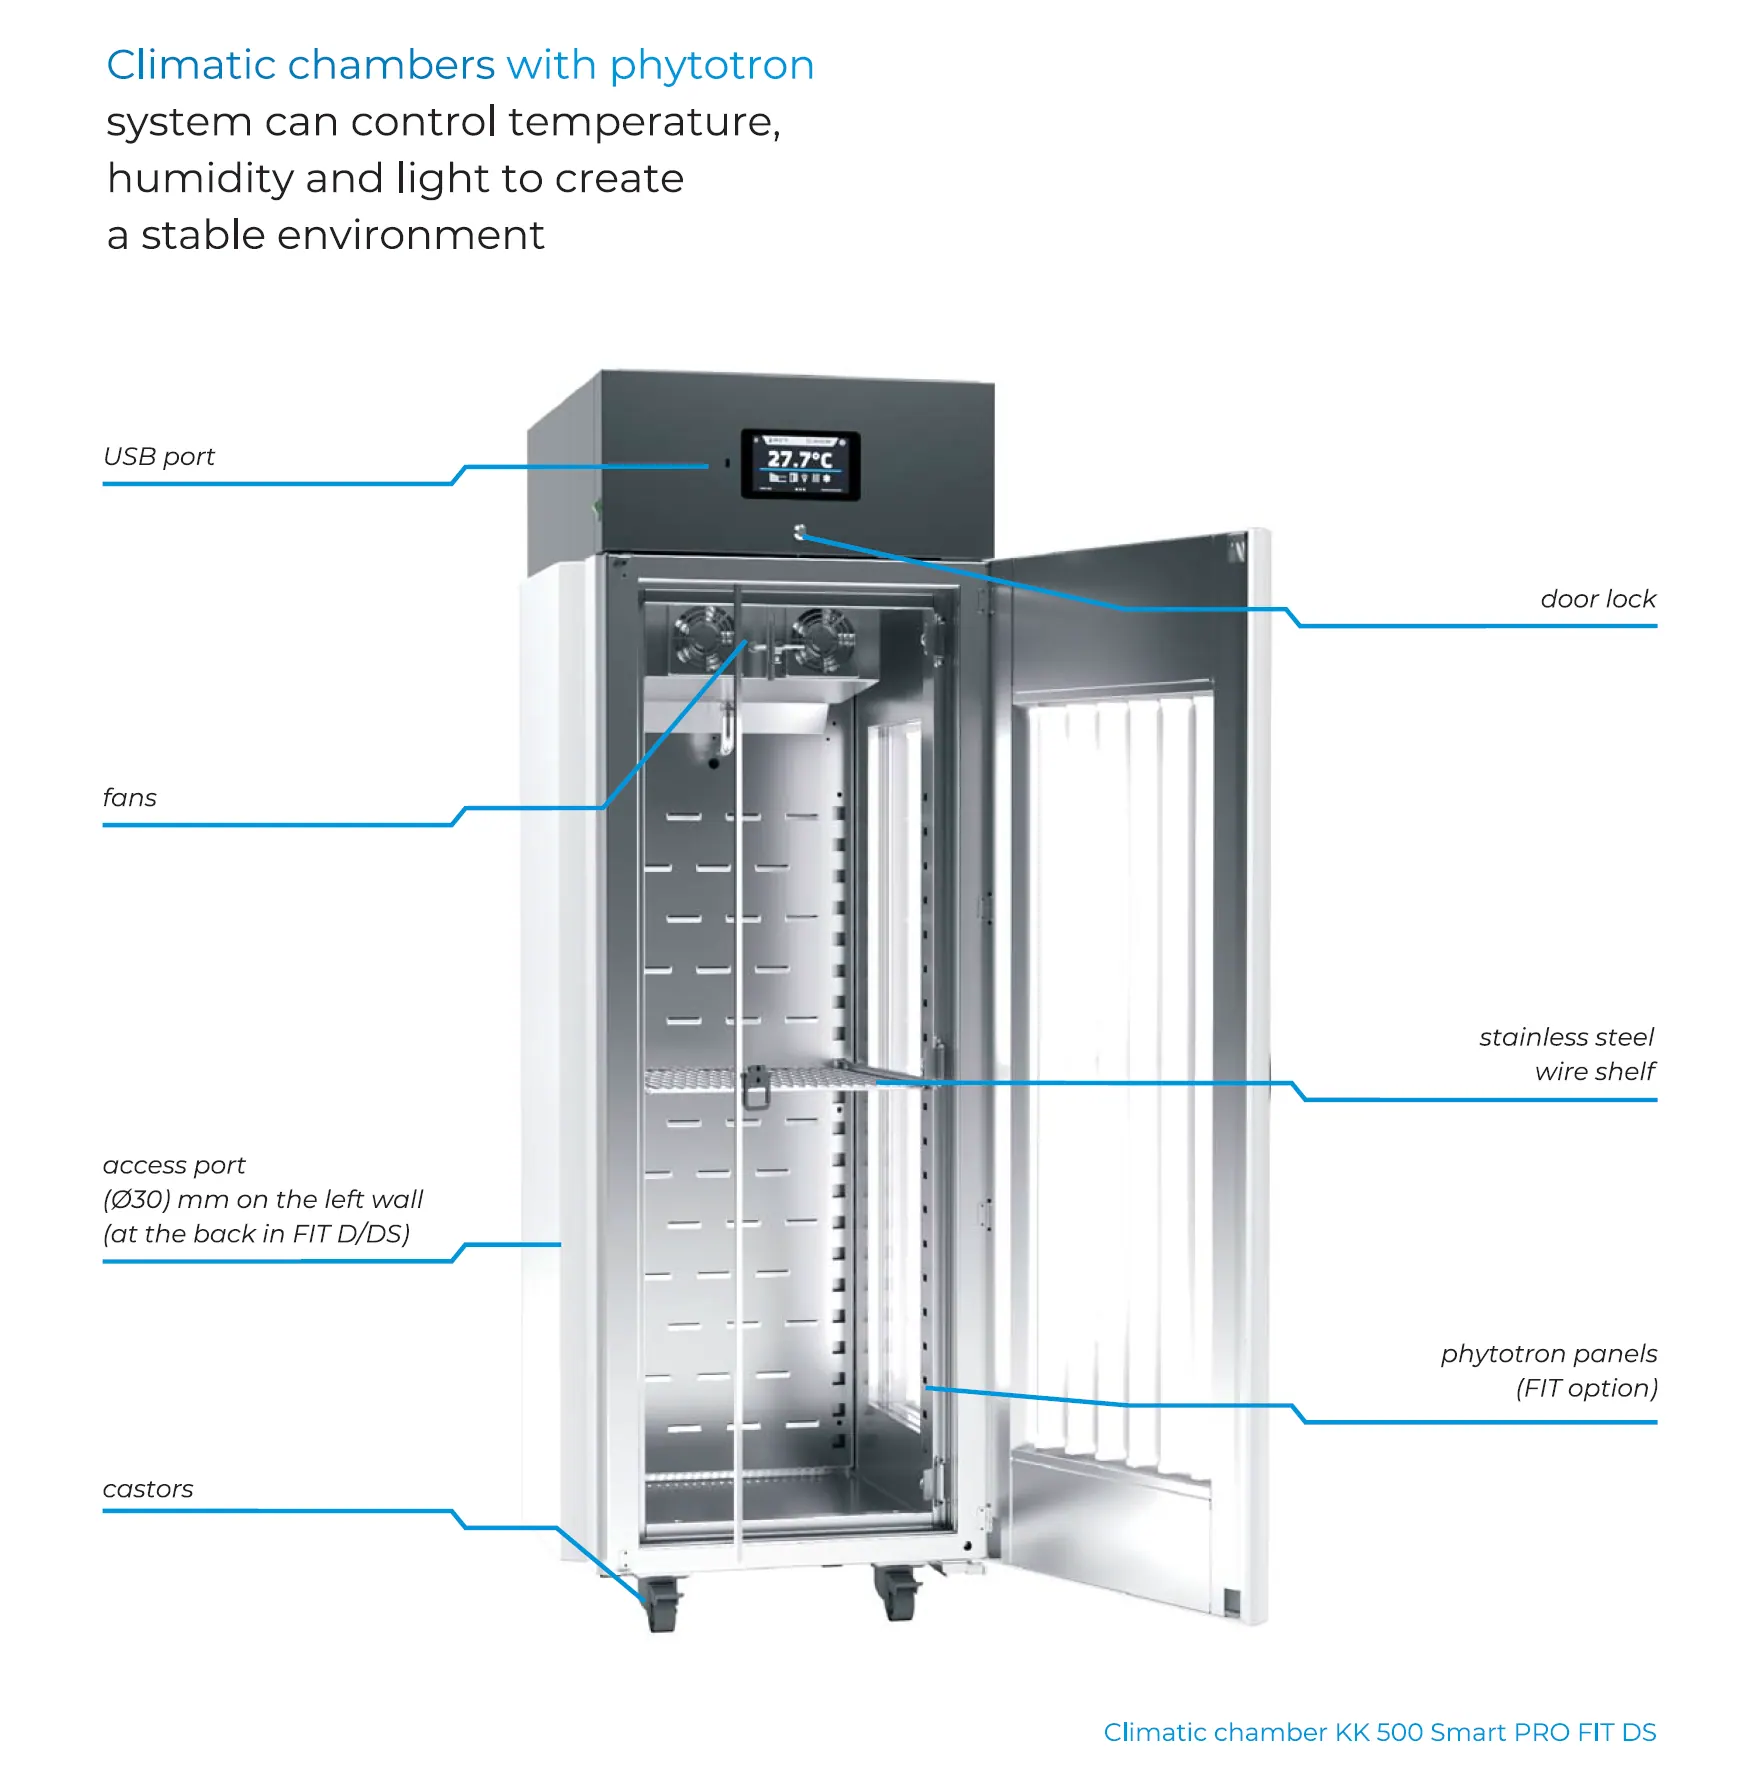 Climatic chambers with phytotron
system can control temperature,
humidity and light to create
a stable environment
USB port
27.7°C
door lock
fans
stainless steel
wire shelf
access port
(Ø30) mm on the left wall
(at the back in FIT D/DS)
phytotron panels
(FIT option)
castors
Climatic chamber KK 500 Smart PRO FIT DS